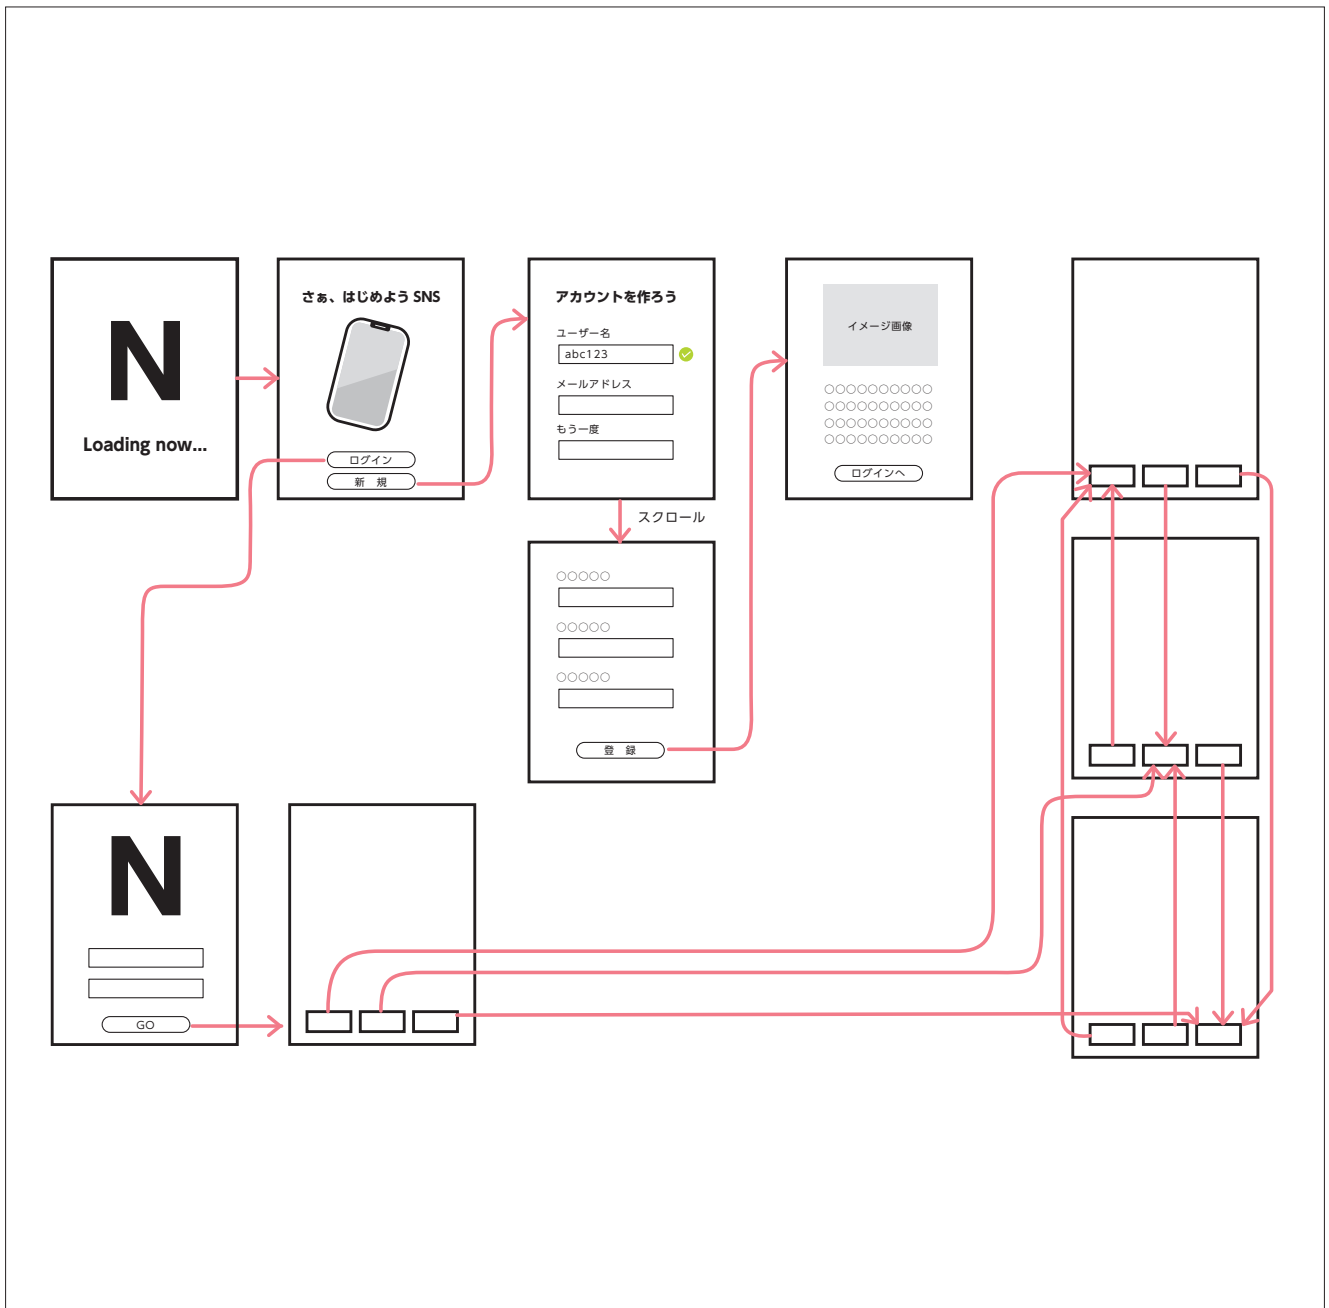 N
Loading now...
さぁ、はじめよう SNS
ログイン
新 規
アカウントを作ろう
ユーザー名
abc123
メールアドレス
もう一度
スクロール
○○○○○
○○○○○
○○○○○
登 録
イメージ画像
○○○○○○○○○○
○○○○○○○○○○
○○○○○○○○○○
○○○○○○○○○○
ログインへ
N
GO